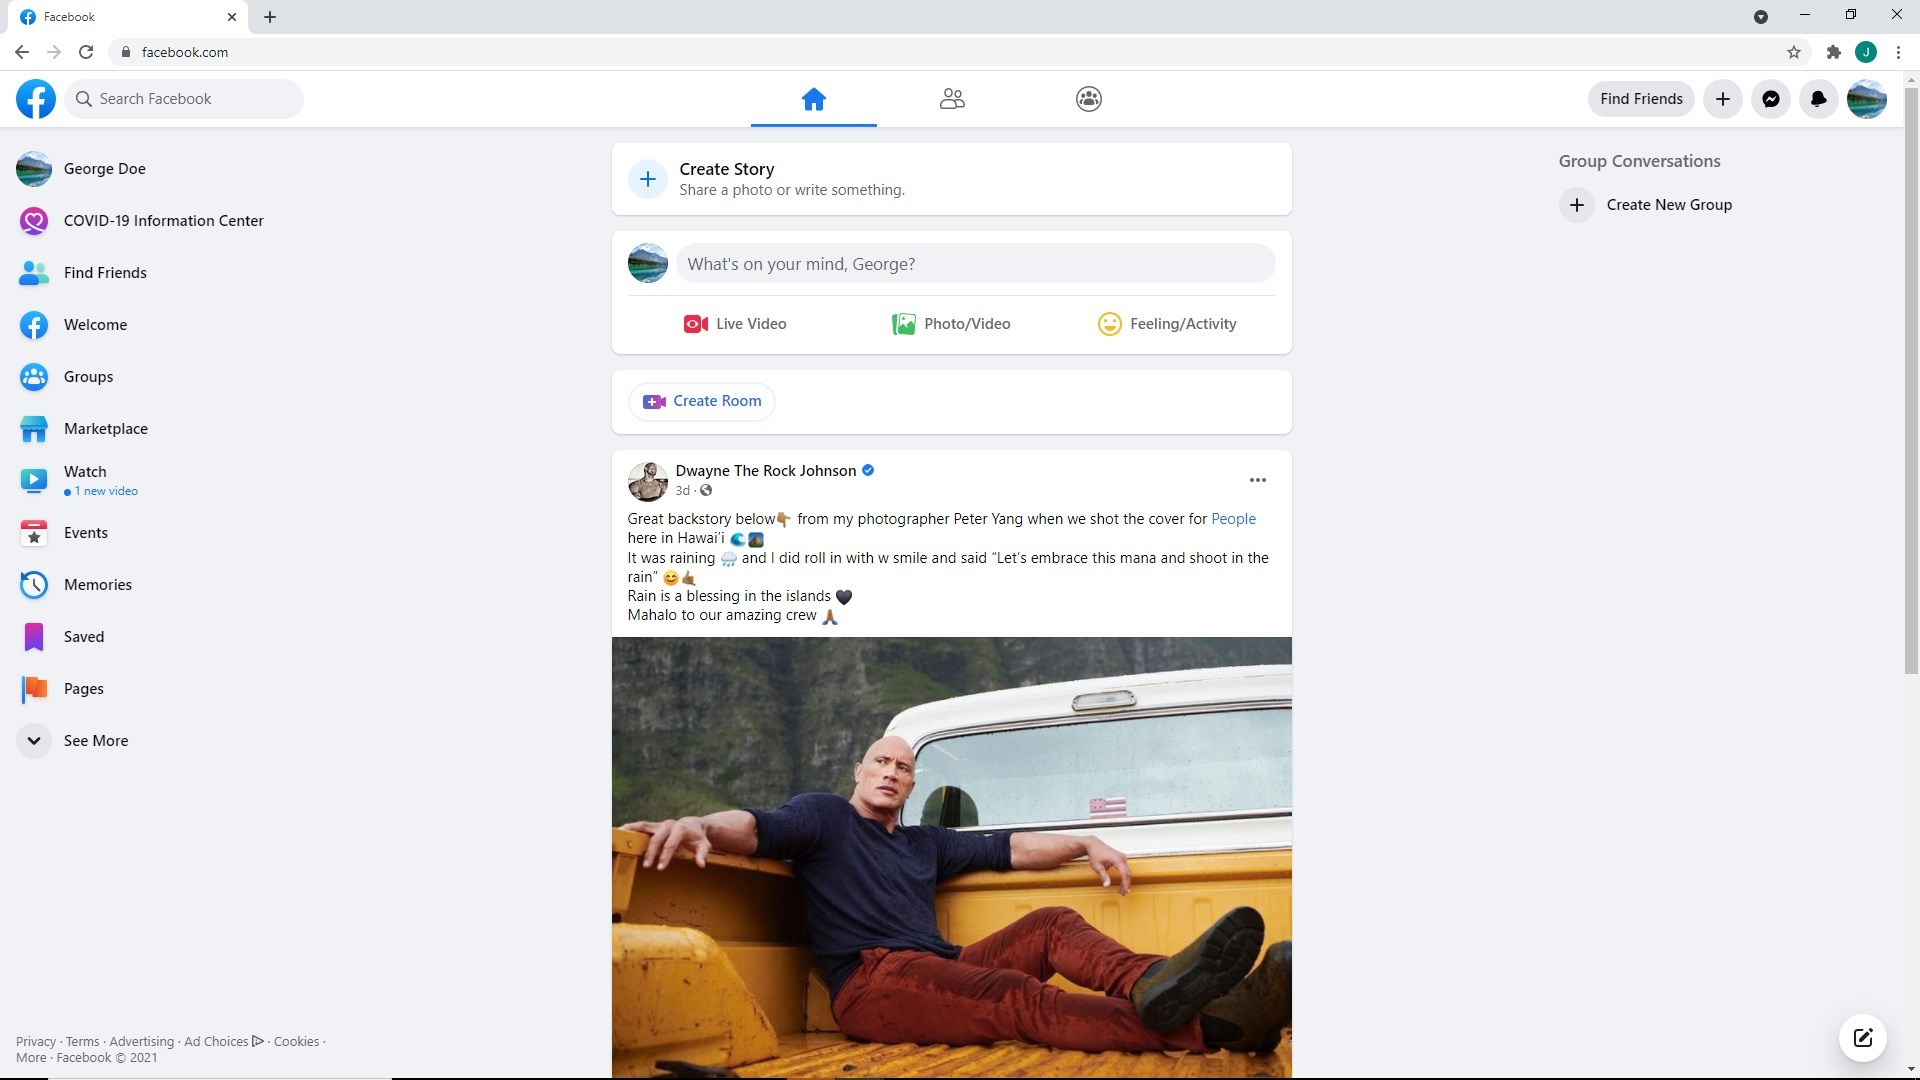 Facebook
facebook.com
Search Facebook
Find Friends
George Doe
COVID-19 Information Center
Find Friends
Welcome
Groups
Marketplace
Watch
1 new video
Events
Memories
Saved
Pages
See More
Privacy · Terms · Advertising · Ad Choices · Cookies ·
More · Facebook © 2021
Create Story
Share a photo or write something.
What's on your mind, George?
Live Video
Photo/Video
Feeling/Activity
Create Room
Dwayne The Rock Johnson
3d ·
Great backstory below👇🏽 from my photographer Peter Yang when we shot the cover for People
here in Hawai’i 🌊🌋
It was raining 🌧 and I did roll in with w smile and said “Let’s embrace this mana and shoot in the
rain” 😊🤙🏽
Rain is a blessing in the islands 🖤
Mahalo to our amazing crew 🙏🏾
Group Conversations
Create New Group
J